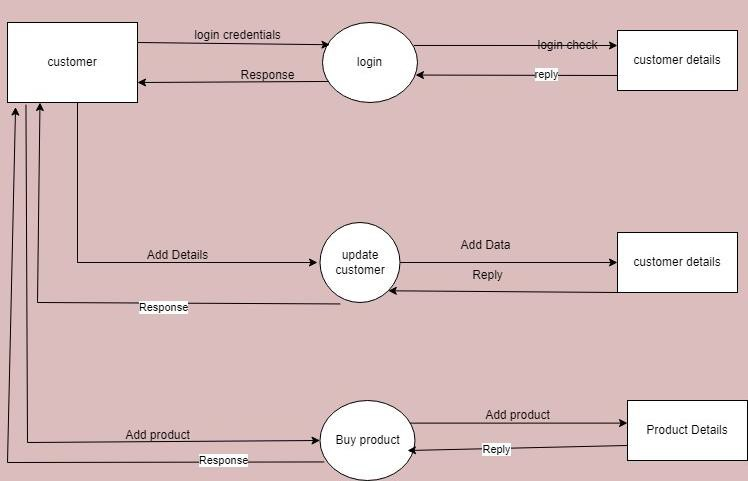 login credentials
login check
customer
login
customer details
Response
reply
Add Data
Add Details
update
customer
customer details
Reply
Response
Add product
Add product
Buy product
Product Details
Reply
Response